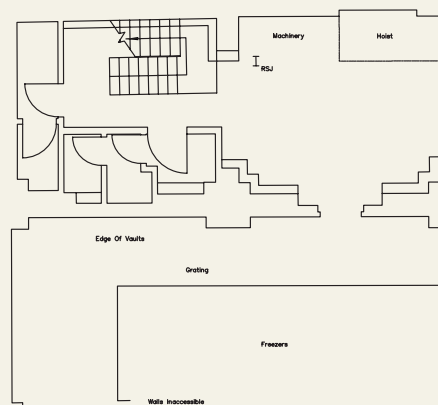 Machinery
Hoist
RSJ
Edge Of Vaults
Grating
Freezers
Walls Inaccessible